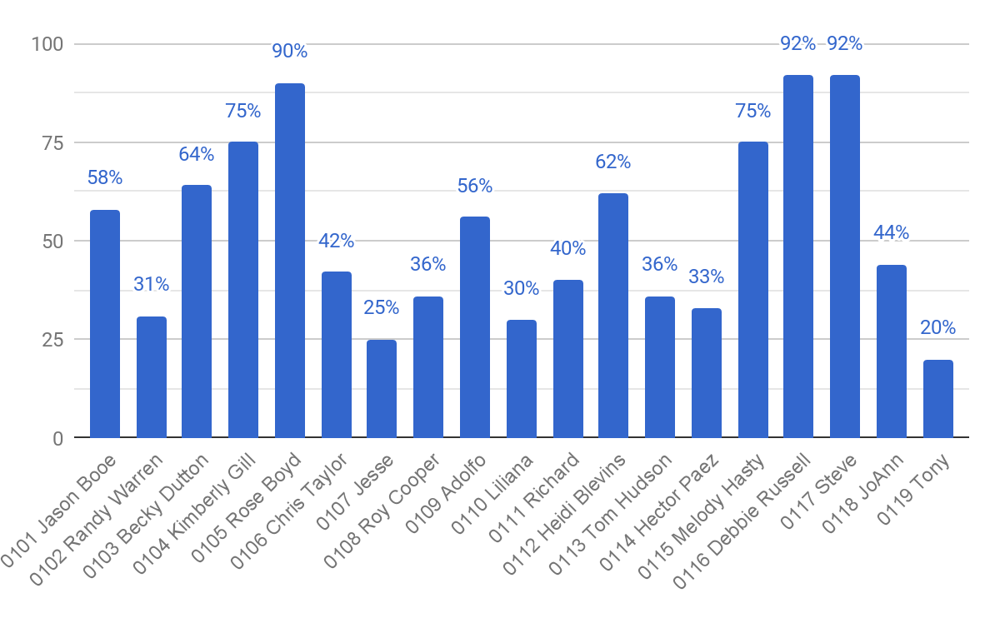 100
75
50
25
0
58%
31%
64%
75%
90%
42%
25%
36%
56%
30%
40%
62%
36%
33%
75%
92%
92%
44%
20%
0101 Jason Booe
0102 Randy Warren
0103 Becky Dutton
0104 Kimberly Gill
0105 Rose Boyd
0106 Chris Taylor
0107 Jesse
0108 Roy Cooper
0109 Adolfo
0110 Liliana
0111 Richard
0112 Heidi Blevins
0113 Tom Hudson
0114 Hector Paez
0115 Melody Hasty
0116 Debbie Russell
0117 Steve
0118 JoAnn
0119 Tony